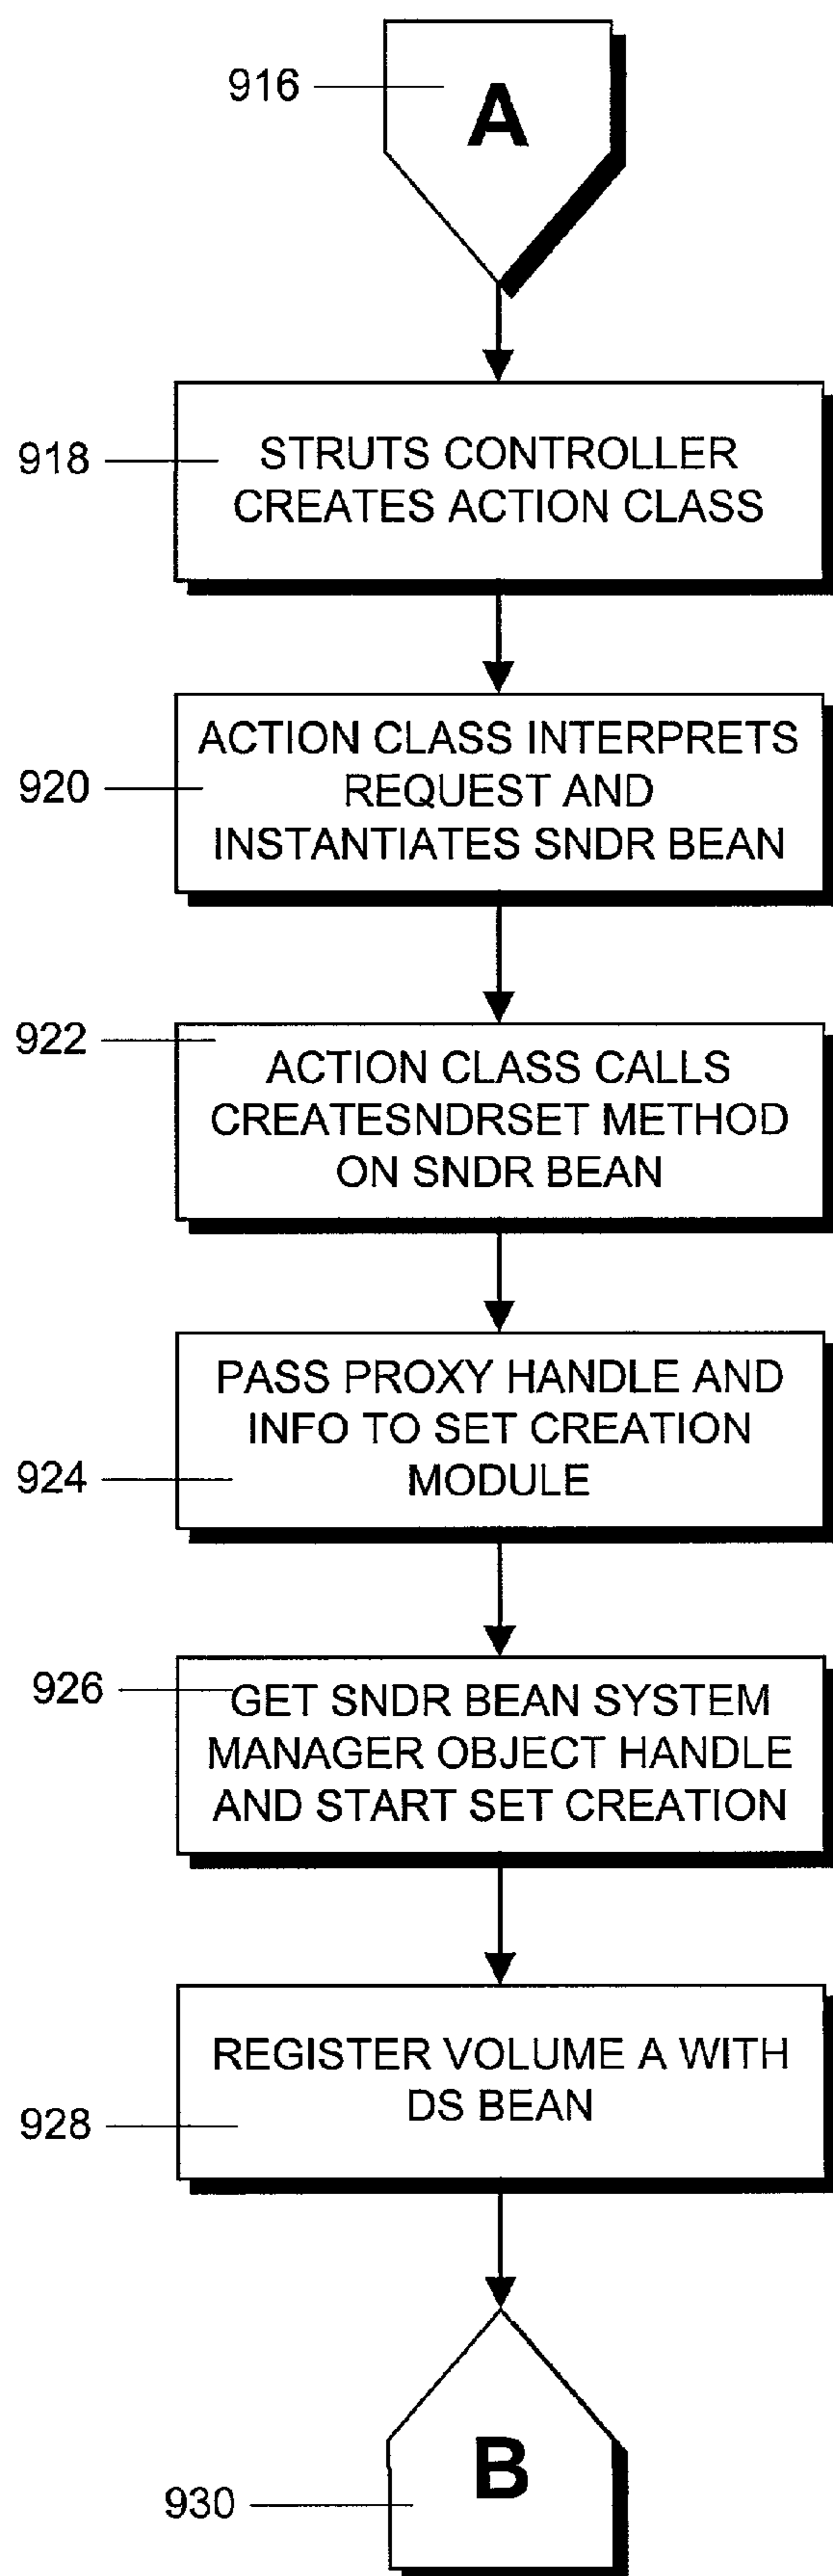 916
A
918
STRUTS CONTROLLER
CREATES ACTION CLASS
920
ACTION CLASS INTERPRETS
REQUEST AND
INSTANTIATES SNDR BEAN
922
ACTION CLASS CALLS
CREATESNDRSET METHOD
ON SNDR BEAN
924
PASS PROXY HANDLE AND
INFO TO SET CREATION
MODULE
926
GET SNDR BEAN SYSTEM
MANAGER OBJECT HANDLE
AND START SET CREATION
928
REGISTER VOLUME A WITH
DS BEAN
930
B